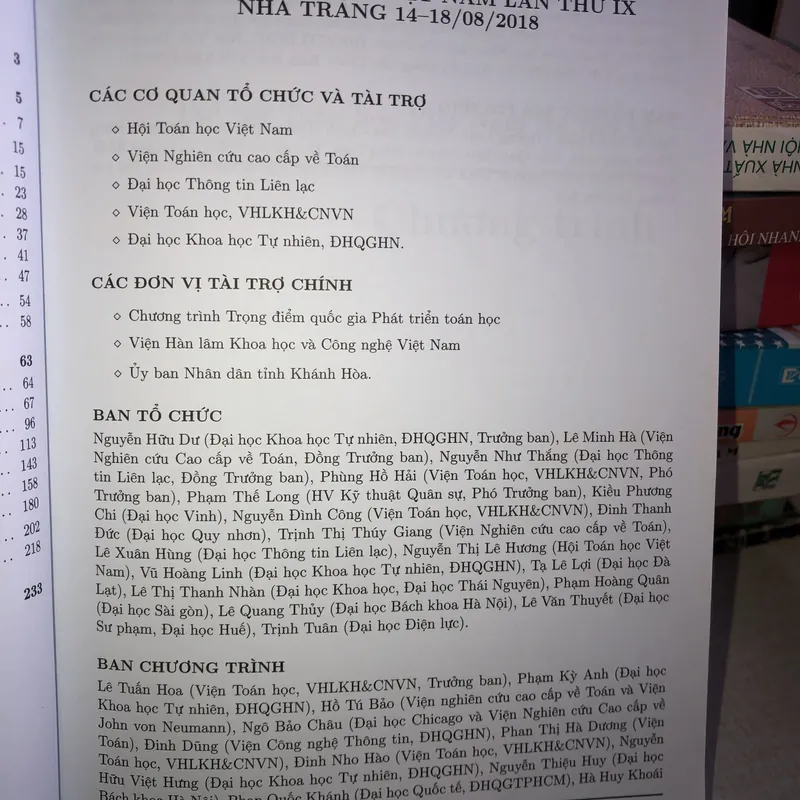 NAM LẦN THỨ IX
NHA TRANG 14–18/08/2018
CÁC CƠ QUAN TỔ CHỨC VÀ TÀI TRỢ
⋄ Hội Toán học Việt Nam
⋄ Viện Nghiên cứu cao cấp về Toán
⋄ Đại học Thông tin Liên lạc
⋄ Viện Toán học, VHLKH&CNVN
⋄ Đại học Khoa học Tự nhiên, ĐHQGHN.
CÁC ĐƠN VỊ TÀI TRỢ CHÍNH
⋄ Chương trình Trọng điểm quốc gia Phát triển toán học
⋄ Viện Hàn lâm Khoa học và Công nghệ Việt Nam
⋄ Ủy ban Nhân dân tỉnh Khánh Hòa.
BAN TỔ CHỨC
Nguyễn Hữu Dư (Đại học Khoa học Tự nhiên, ĐHQGHN, Trưởng ban), Lê Minh Hà (Viện
Nghiên cứu Cao cấp về Toán, Đồng Trưởng ban), Nguyễn Như Thắng (Đại học Thông
tin Liên lạc, Đồng Trưởng ban), Phùng Hồ Hải (Viện Toán học, VHLKH&CNVN, Phó
Trưởng ban), Phạm Thế Long (HV Kỹ thuật Quân sự, Phó Trưởng ban), Kiều Phương
Chi (Đại học Vinh), Nguyễn Đình Công (Viện Toán học, VHLKH&CNVN), Đinh Thanh
Đức (Đại học Quy nhơn), Trịnh Thị Thúy Giang (Viện Nghiên cứu cao cấp về Toán),
Lê Xuân Hùng (Đại học Thông tin Liên lạc), Nguyễn Thị Lê Hương (Hội Toán học Việt
Nam), Vũ Hoàng Linh (Đại học Khoa học Tự nhiên, ĐHQGHN), Tạ Lê Lợi (Đại học Đà
Lạt), Lê Thị Thanh Nhàn (Đại học Khoa học, Đại học Thái Nguyên), Phạm Hoàng Quân
(Đại học Sài gòn), Lê Quang Thủy (Đại học Bách khoa Hà Nội), Lê Văn Thuyết (Đại học
Sư phạm, Đại học Huế), Trịnh Tuân (Đại học Điện lực).
BAN CHƯƠNG TRÌNH
Lê Tuấn Hoa (Viện Toán học, VHLKH&CNVN, Trưởng ban), Phạm Kỳ Anh (Đại học
Khoa học Tự nhiên, ĐHQGHN), Hồ Tú Bảo (Viện nghiên cứu cao cấp về Toán và Viện
John von Neumann), Ngô Bảo Châu (Đại học Chicago và Viện Nghiên cứu Cao cấp về
Toán), Đinh Dũng (Viện Công nghệ Thông tin, ĐHQGHN), Phan Thị Hà Dương (Viện
Toán học, VHLKH&CNVN), Đinh Nho Hào (Viện Toán học, VHLKH&CNVN), Nguyễn
Hữu Việt Hưng (Đại học Khoa học Tự nhiên, ĐHQGHN), Nguyễn Thiệu Huy (Đại học
Bách khoa Hà Nội), Phan Quốc Khánh (Đại học Quốc tế, ĐHQGTPHCM), Hà Huy Khoái
3
5
7
15
15
23
28
37
41
47
54
58
63
64
67
96
113
143
158
180
202
218
233
NHÀ XUẤT
HỘI NHÀ V
HỒI NHANH